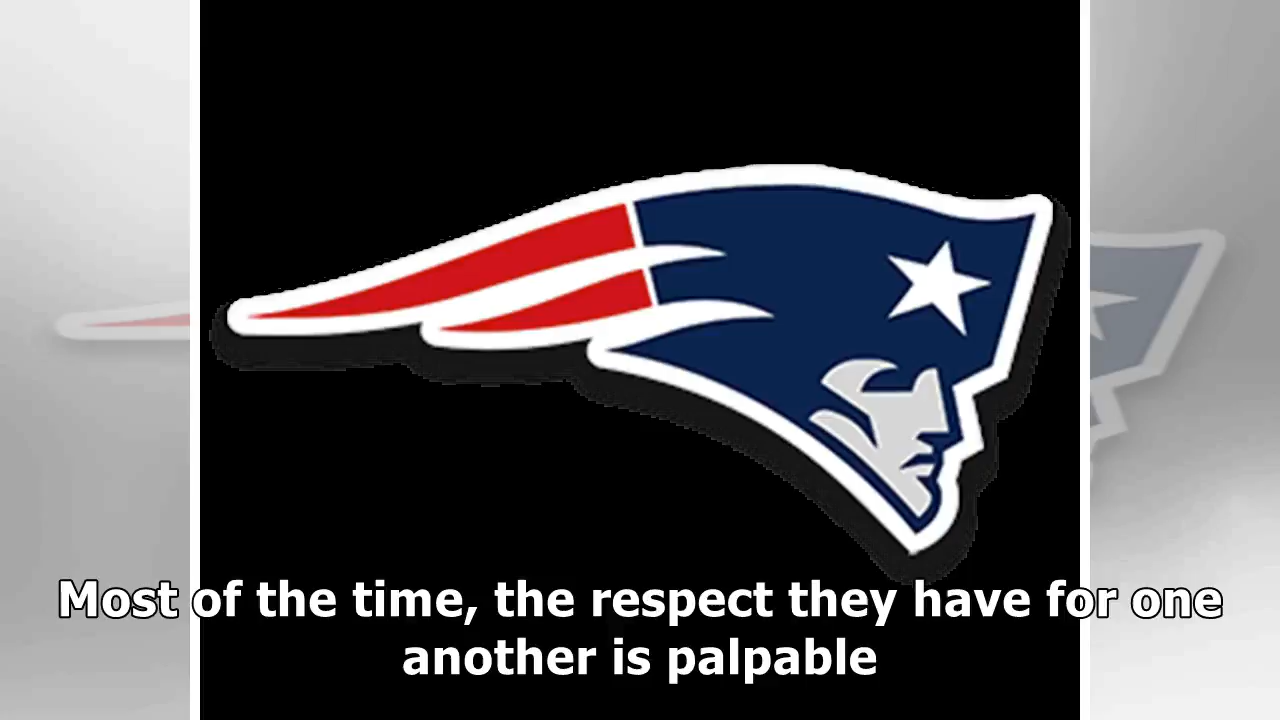 Most of the time, the respect they have for one
another is palpable